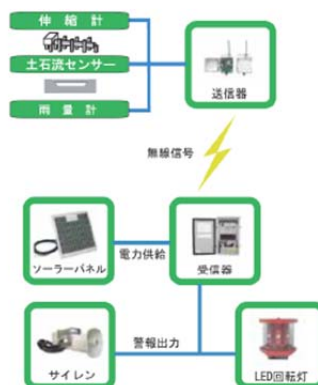 伸縮計
土石流センサー
雨量計
送信器
無線信号
ソーラーパネル
電力供給
受信器
サイレン
警報出力
LED回転灯